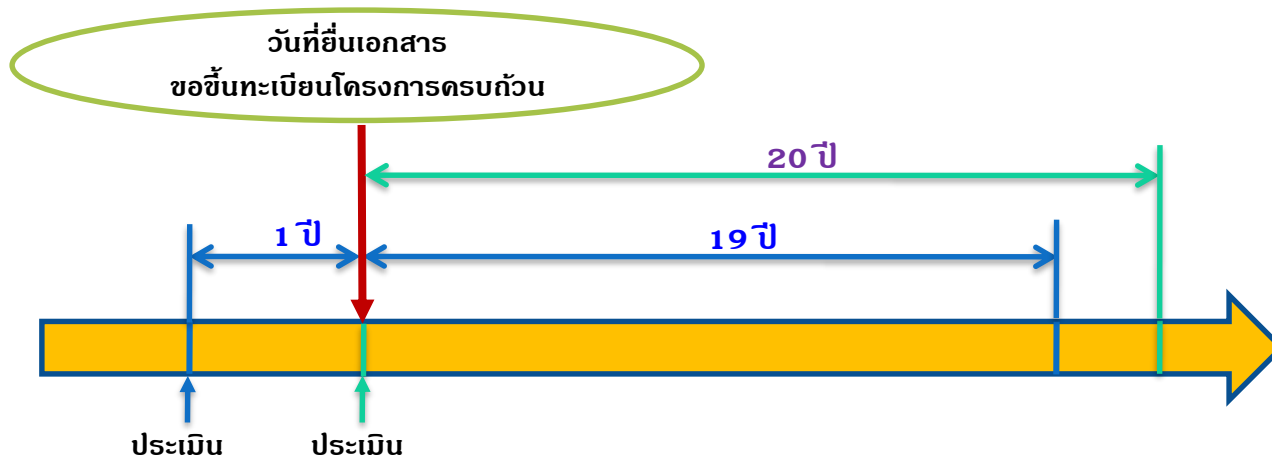 วันที่ยื่นเอกสาร
ขอขึ้นทะเบียนโครงการครบถ้วน
20 ปี
1 ปี
19 ปี
ประเมิน
ประเมิน